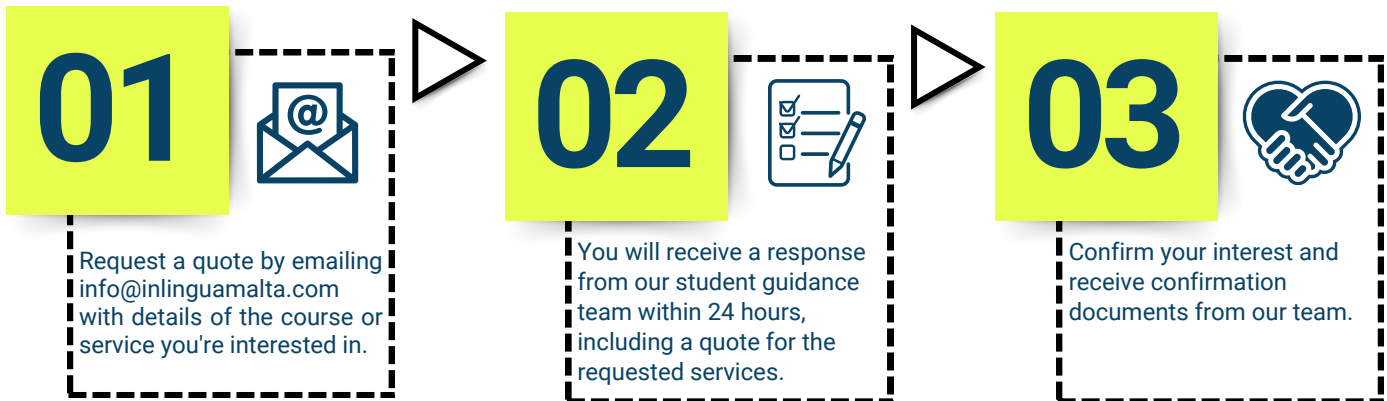 01
@
Request a quote by emailing
info@inlinguamalta.com
with details of the course or
service you're interested in.
02
You will receive a response
from our student guidance
team within 24 hours,
including a quote for the
requested services.
03
Confirm your interest and
receive confirmation
documents from our team.